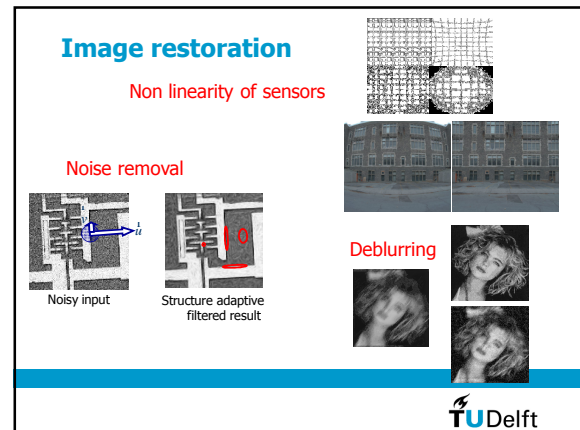 Image restoration
Non linearity of sensors
Noise removal
u
Noisy input
Structure adaptive
filtered result
Deblurring
TUDelft